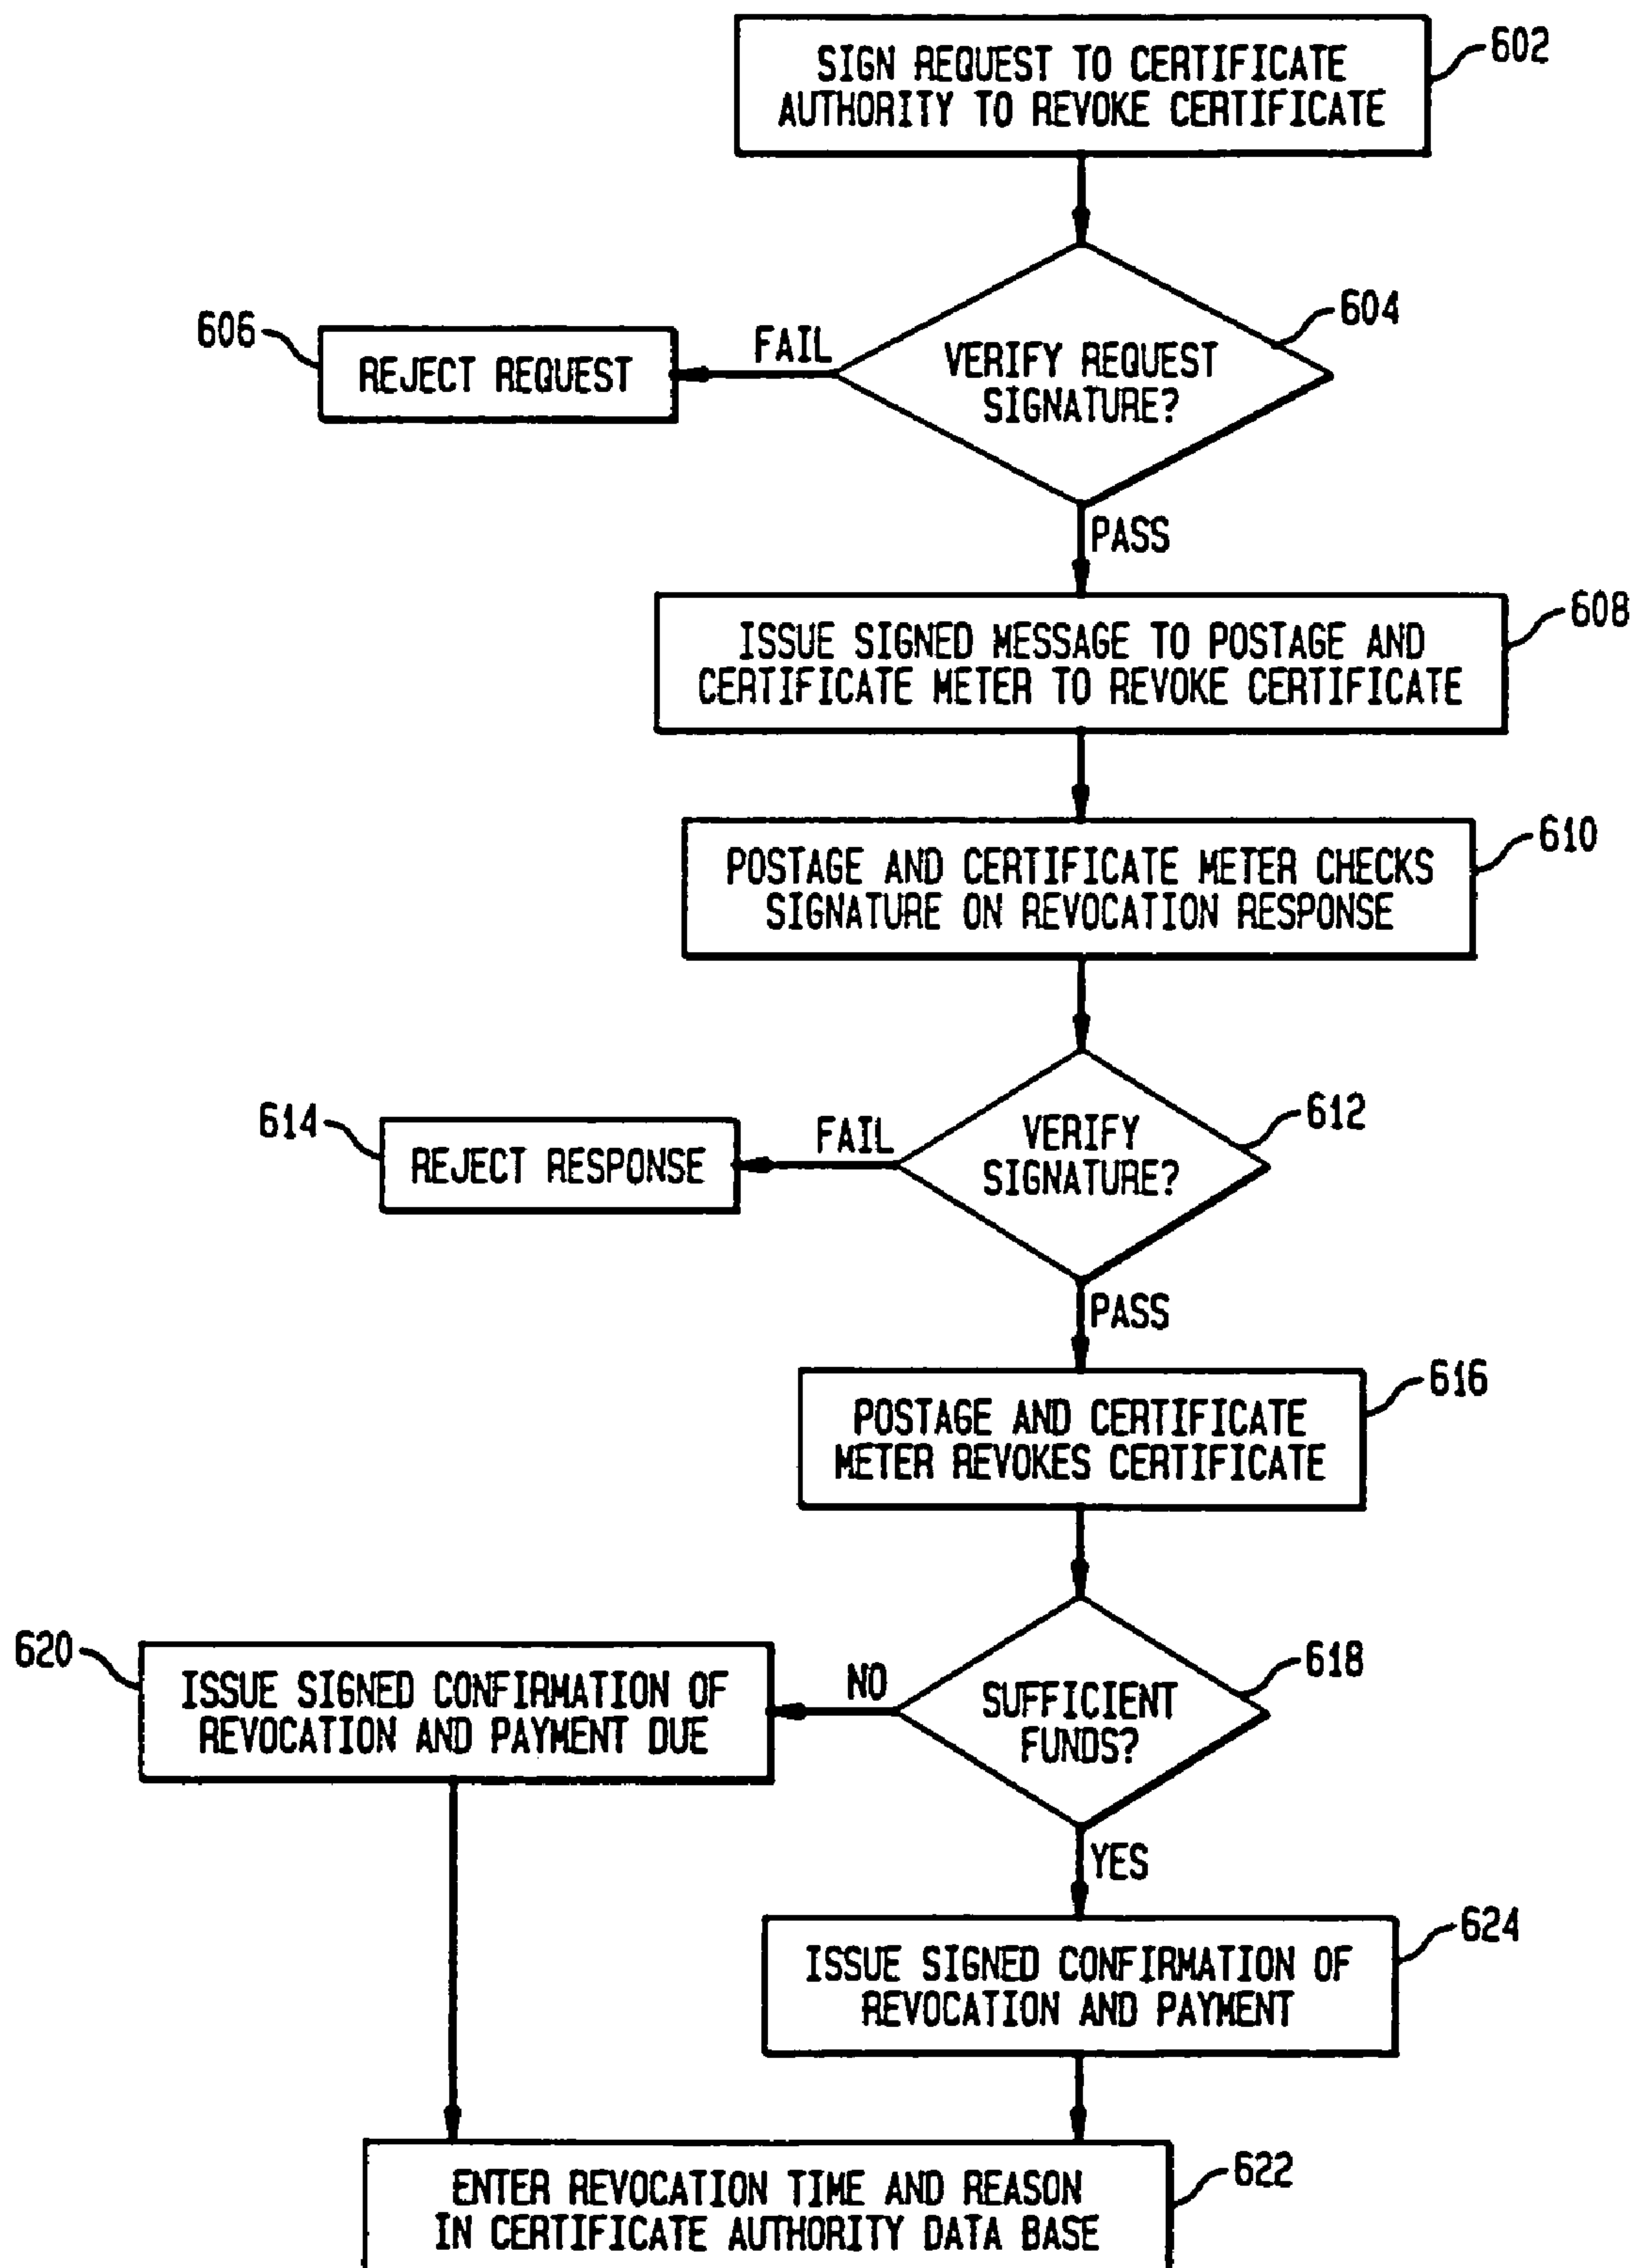 SIGN REQUEST TO CERTIFICATE
AUTHORITY TO REVOKE CERTIFICATE
602
604
VERIFY REQUEST
SIGNATURE?
FAIL
606
REJECT REQUEST
PASS
608
ISSUE SIGNED MESSAGE TO POSTAGE AND
CERTIFICATE METER TO REVOKE CERTIFICATE
610
POSTAGE AND CERTIFICATE METER CHECKS
SIGNATURE ON REVOCATION RESPONSE
612
VERIFY
SIGNATURE?
FAIL
614
REJECT RESPONSE
PASS
616
POSTAGE AND CERTIFICATE
METER REVOKES CERTIFICATE
618
SUFFICIENT
FUNDS?
NO
620
ISSUE SIGNED CONFIRMATION OF
REVOCATION AND PAYMENT DUE
YES
624
ISSUE SIGNED CONFIRMATION OF
REVOCATION AND PAYMENT
622
ENTER REVOCATION TIME AND REASON
IN CERTIFICATE AUTHORITY DATA BASE